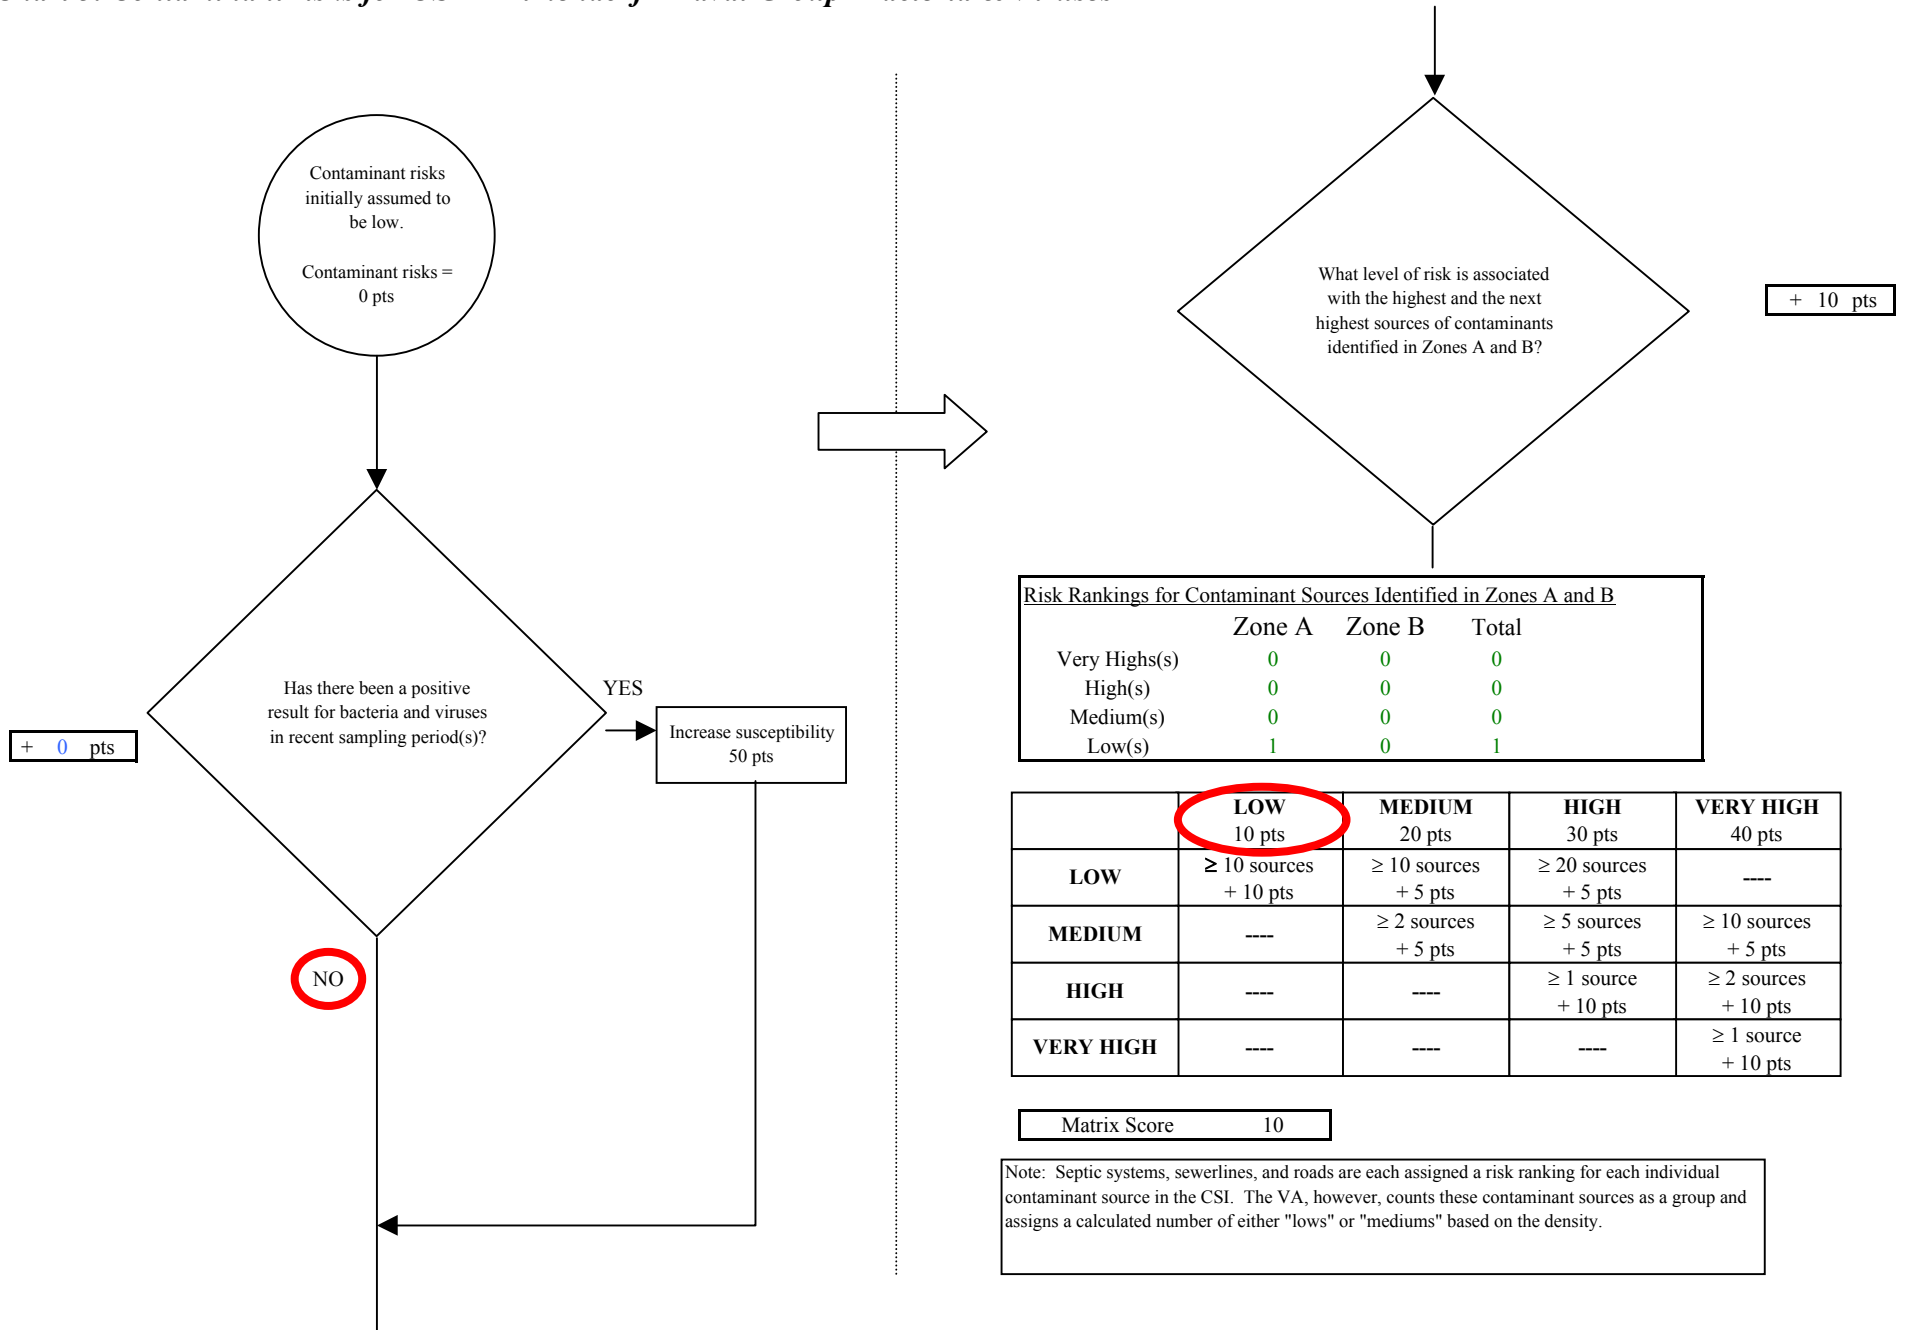 Contaminant risks
initially assumed to
be low.
Contaminant risks =
0 pts
Has there been a positive
result for bacteria and viruses
in recent sampling period(s)?
+ 0 pts
YES
Increase susceptibility
50 pts
NO
What level of risk is associated
with the highest and the next
highest sources of contaminants
identified in Zones A and B?
+ 10 pts
Risk Rankings for Contaminant Sources Identified in Zones A and B
Zone A Zone B Total
Very Highs(s) 0 0 0
High(s) 0 0 0
Medium(s) 0 0 0
Low(s) 1 0 1
LOW MEDIUM HIGH VERY HIGH
10 pts 20 pts 30 pts 40 pts
LOW ≥ 10 sources ≥ 10 sources ≥ 20 sources ----
+ 10 pts + 5 pts + 5 pts
MEDIUM ---- ≥ 2 sources ≥ 5 sources ≥ 10 sources
+ 5 pts + 5 pts + 5 pts
HIGH ---- ---- ≥ 1 source ≥ 2 sources
+ 10 pts + 10 pts
VERY HIGH ---- ---- ---- ≥ 1 source
+ 10 pts
Matrix Score 10
Note: Septic systems, sewerlines, and roads are each assigned a risk ranking for each individual
contaminant source in the CSI. The VA, however, counts these contaminant sources as a group and
assigns a calculated number of either "lows" or "mediums" based on the density.